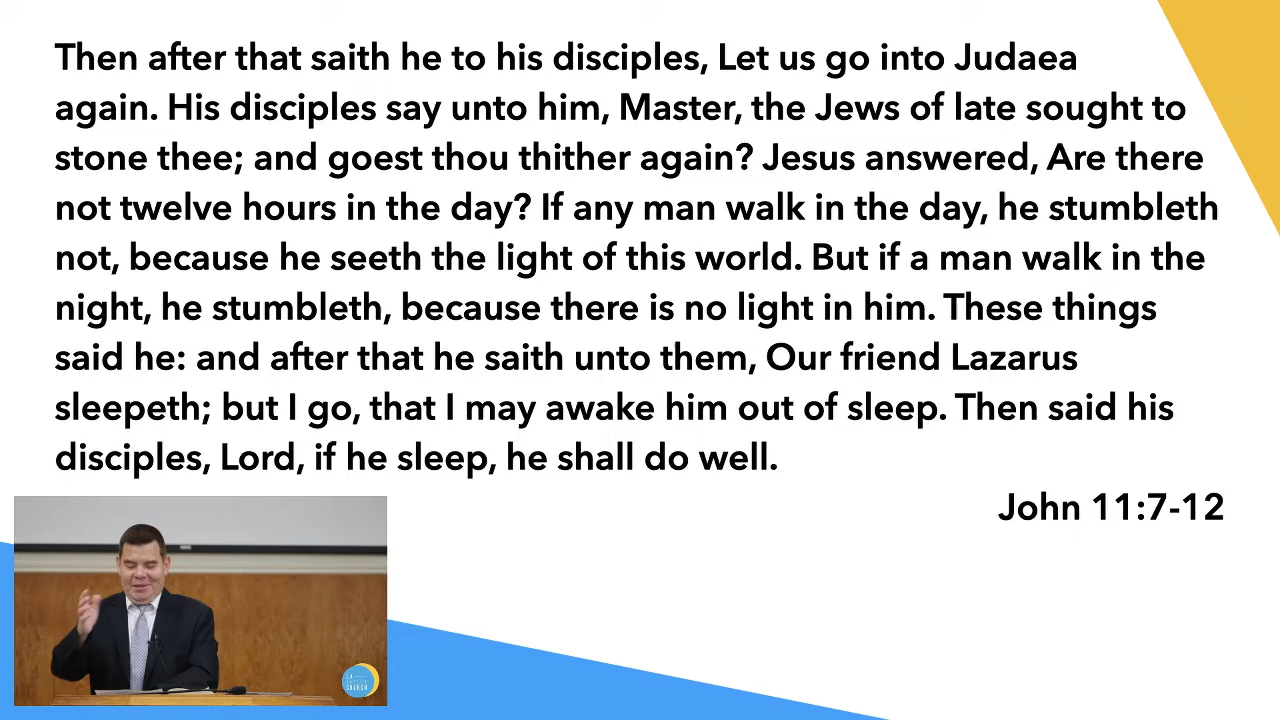 Then after that saith he to his disciples, Let us go into Judaea
again. His disciples say unto him, Master, the Jews of late sought to
stone thee; and goest thou thither again? Jesus answered, Are there
not twelve hours in the day? If any man walk in the day, he stumbleth
not, because he seeth the light of this world. But if a man walk in the
night, he stumbleth, because there is no light in him. These things
said he: and after that he saith unto them, Our friend Lazarus
sleepeth; but I go, that I may awake him out of sleep. Then said his
disciples, Lord, if he sleep, he shall do well.
John 11:7-12
CHURCH